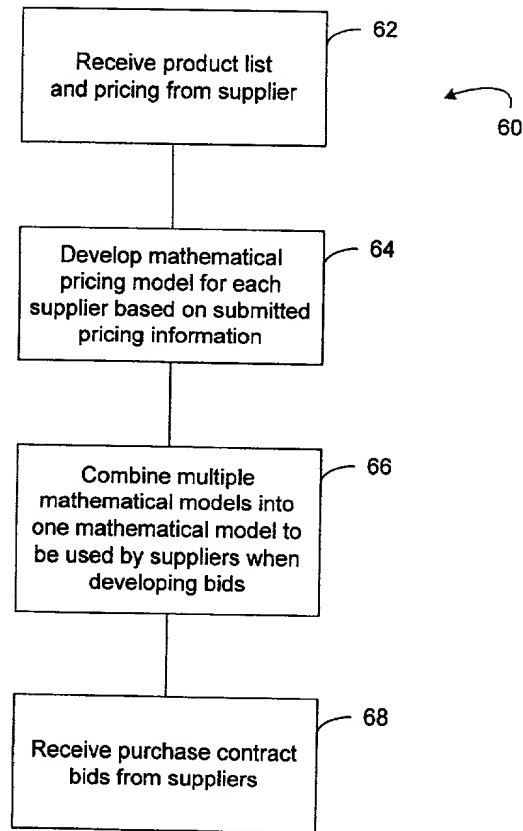 Receive product list
and pricing from supplier
62
60
Develop mathematical
pricing model for each
supplier based on submitted
pricing information
64
Combine multiple
mathematical models into
one mathematical model to
be used by suppliers when
developing bids
66
Receive purchase contract
bids from suppliers
68